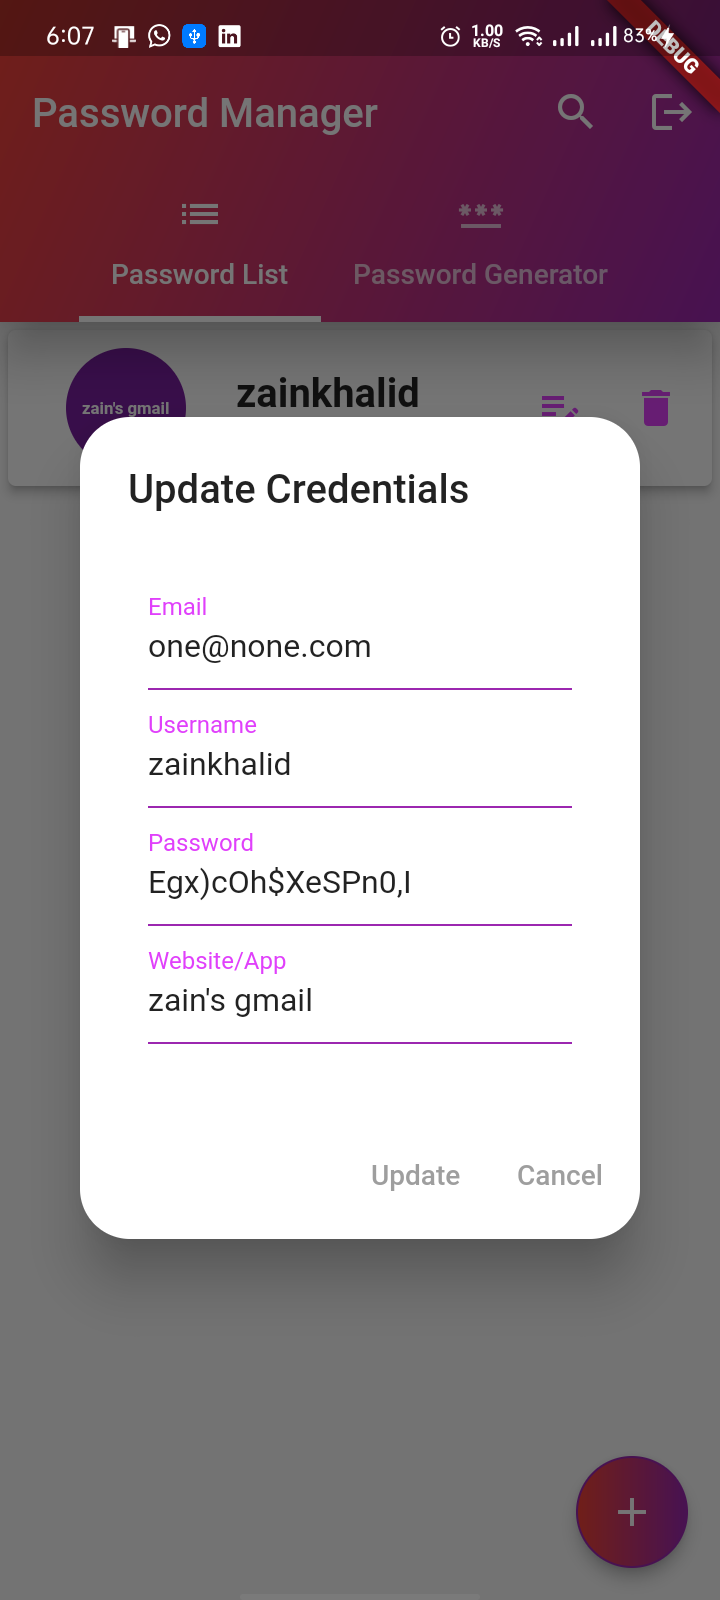 6:07
1.00
KB/S
83%
DEBUG
Password Manager
***
Password List
Password Generator
zain's gmail
zainkhalid
Update Credentials
Email
one@none.com
Username
zainkhalid
Password
Egx)cOh$XeSPn0,I
Website/App
zain's gmail
Update
Cancel